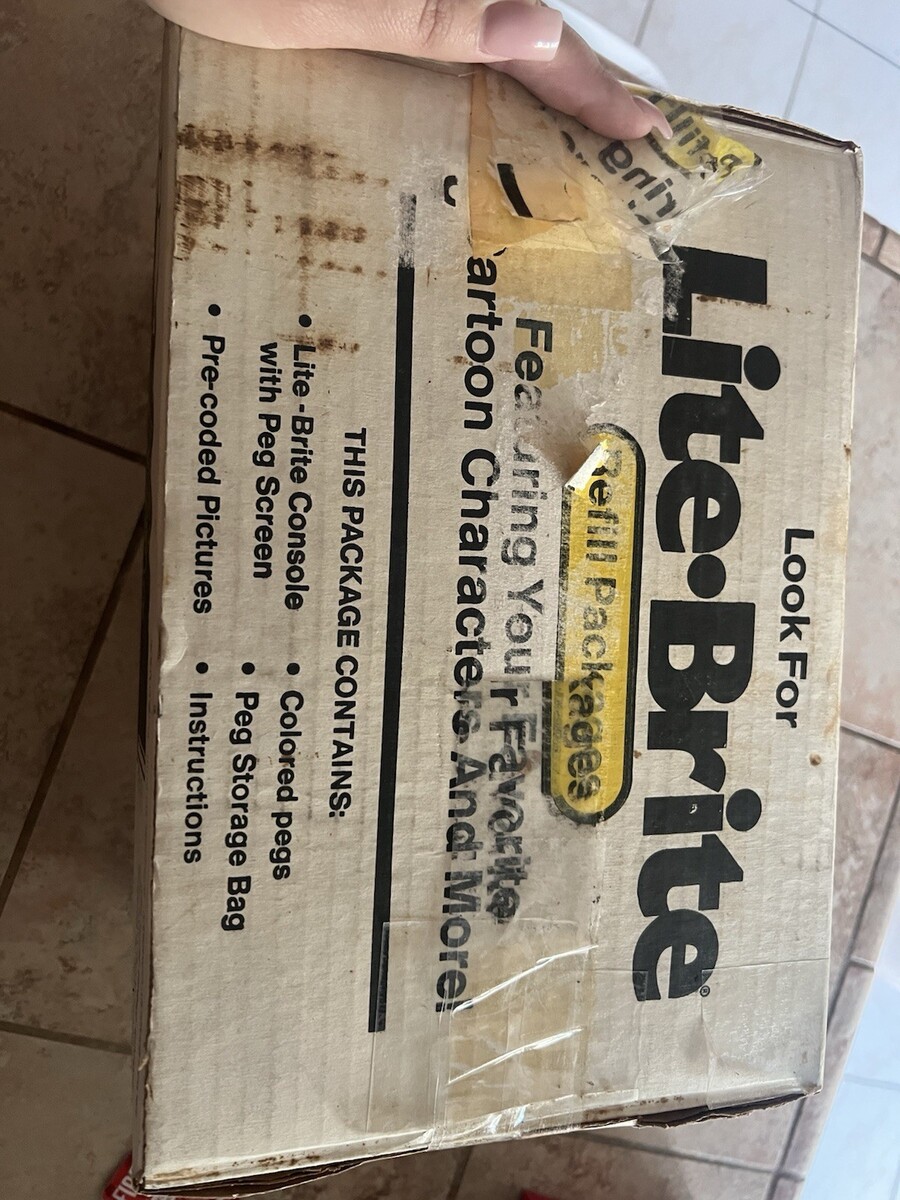 Look For
Lite•Brite®
Refill Packages
Featuring Your Favorite
Cartoon Characters And More!
THIS PACKAGE CONTAINS:
• Lite-Brite Console
with Peg Screen
• Pre-coded Pictures
• Colored pegs
• Peg Storage Bag
• Instructions